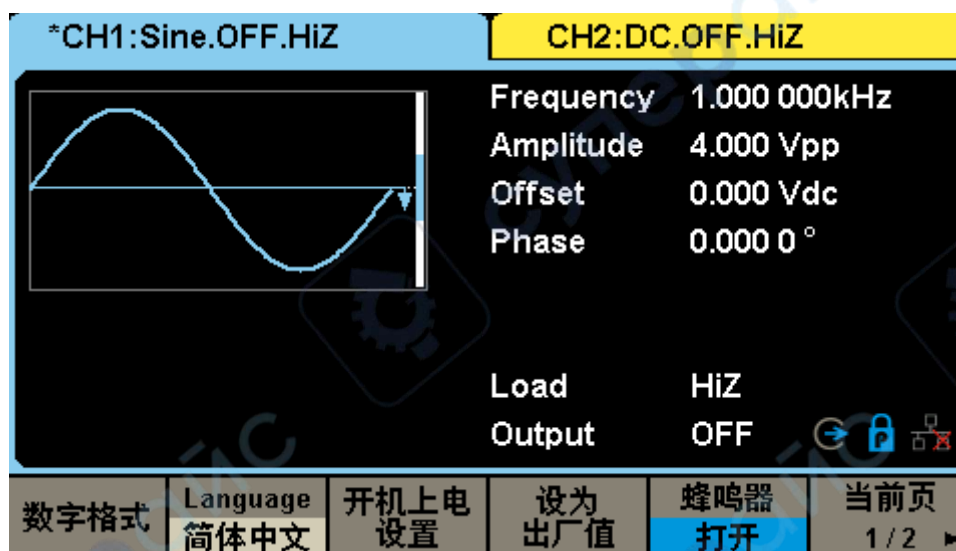 *CH1:Sine.OFF.HiZ
CH2:DC.OFF.HiZ
Frequency 1.000 000kHz
Amplitude 4.000 Vpp
Offset 0.000 Vdc
Phase 0.000 0 °
Load HiZ
Output OFF
数字格式
Language
简体中文
开机上电
设置
设为
出厂值
蜂鸣器
打开
当前页
1/2 ►